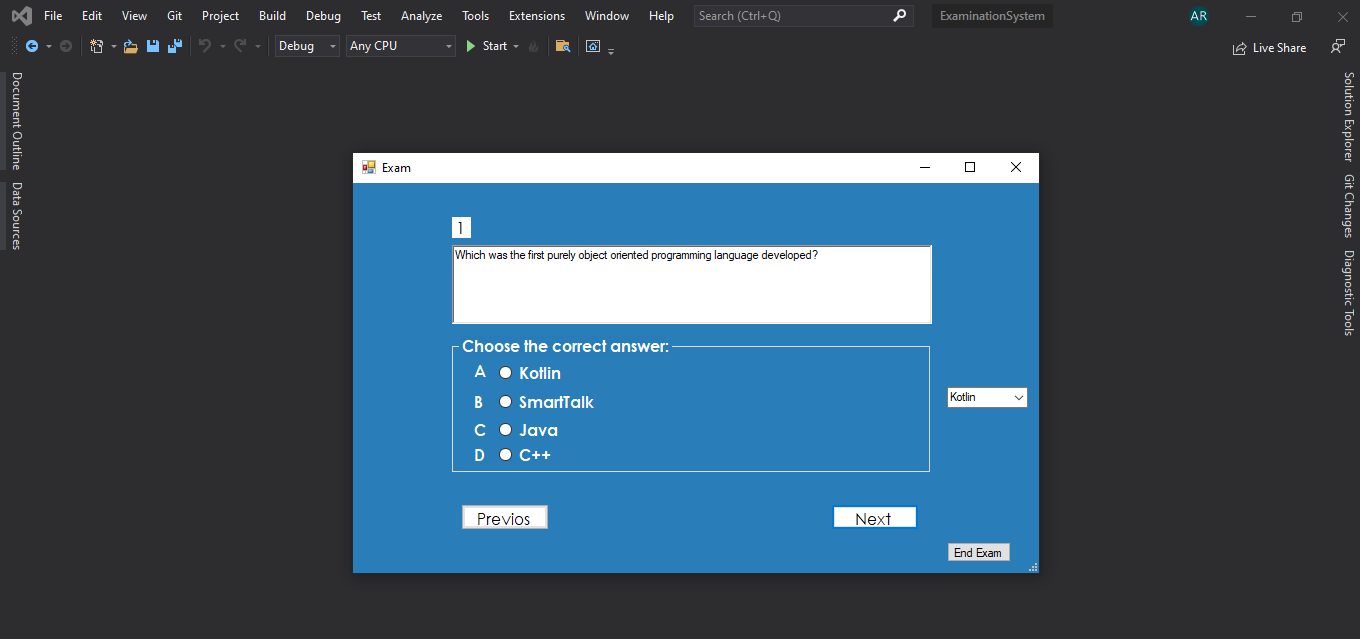 File Edit View Git Project Build Debug Test Analyze Tools Extensions Window Help Search (Ctrl+Q) ExaminationSystem AR
Debug Any CPU Start Live Share
Document Outline
Data Sources
Solution Explorer
Git Changes
Diagnostic Tools
Exam
1
Which was the first purely object oriented programming language developed?
Choose the correct answer:
A Kotlin
B SmartTalk
C Java
D C++
Kotlin
Previos Next
End Exam